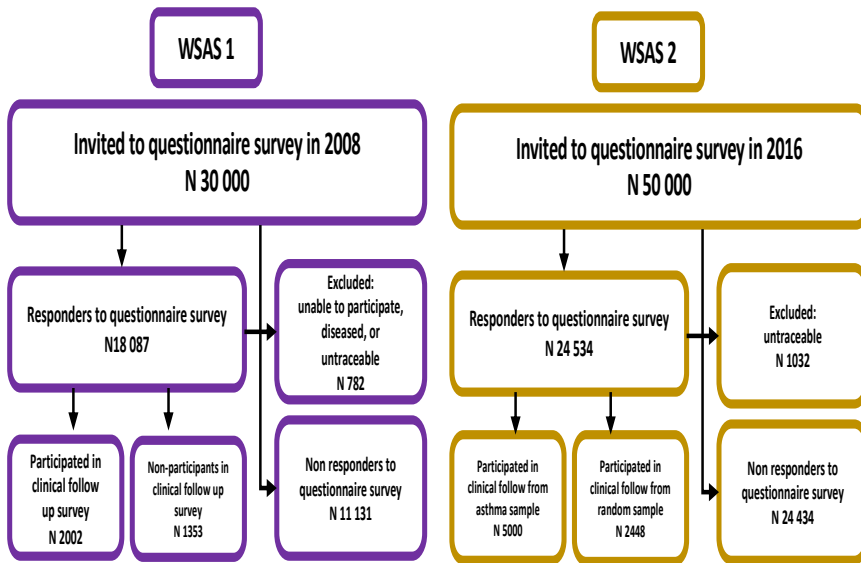 WSAS 1
Invited to questionnaire survey in 2008
N 30 000
Responders to questionnaire survey
N18 087
Excluded:
unable to participate,
diseased, or
untraceable
N 782
Participated in
clinical follow
up survey
N 2002
Non-participants in
clinical follow up
survey
N 1353
Non responders to
questionnaire survey
N 11 131
WSAS 2
Invited to questionnaire survey in 2016
N 50 000
Responders to questionnaire survey
N 24 534
Excluded:
untraceable
N 1032
Participated in
clinical follow from
asthma sample
N 5000
Participated in
clinical follow from
random sample
N 2448
Non responders to
questionnaire survey
N 24 434